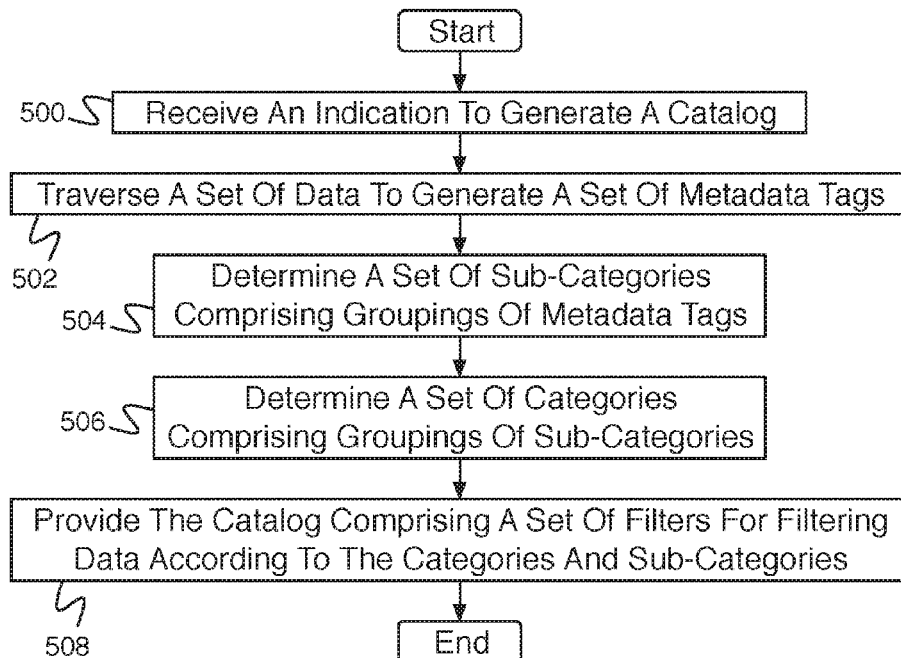 Start
500
Receive An Indication To Generate A Catalog
Traverse A Set Of Data To Generate A Set Of Metadata Tags
502
Determine A Set Of Sub-Categories
Comprising Groupings Of Metadata Tags
504
Determine A Set Of Categories
Comprising Groupings Of Sub-Categories
506
Provide The Catalog Comprising A Set Of Filters For Filtering
Data According To The Categories And Sub-Categories
508
End